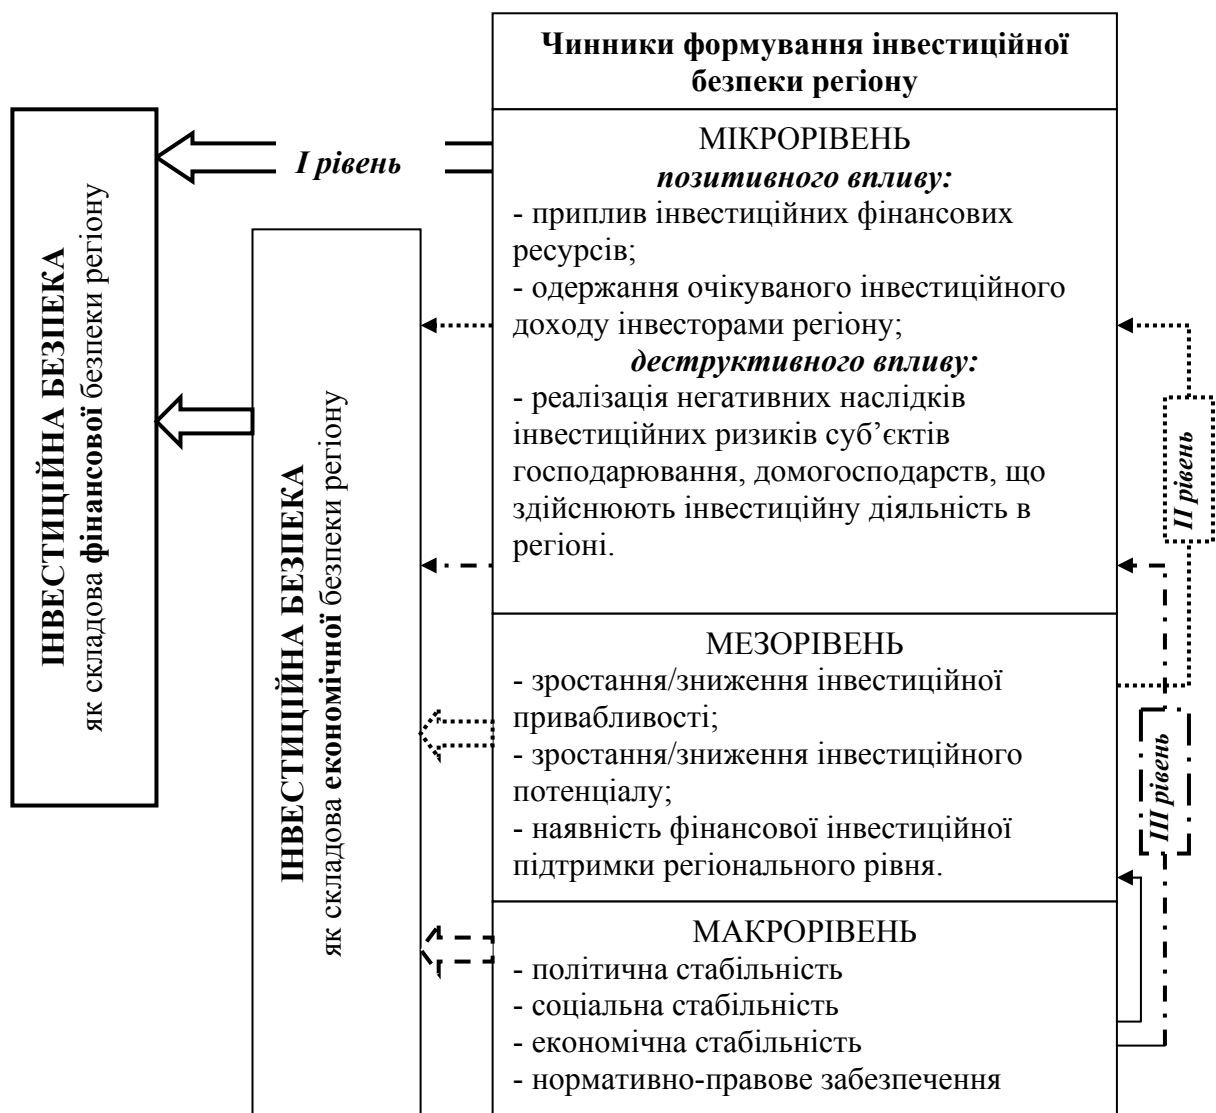 Чинники формування інвестиційної
безпеки регіону
ІНВЕСТИЦІЙНА БЕЗПЕКА
як складова фінансової безпеки регіону
І рівень
ІНВЕСТИЦІЙНА БЕЗПЕКА
як складова економічної безпеки регіону
МІКРОРІВЕНЬ
позитивного впливу:
- приплив інвестиційних фінансових
ресурсів;
- одержання очікуваного інвестиційного
доходу інвесторами регіону;
деструктивного впливу:
- реалізація негативних наслідків
інвестиційних ризиків суб’єктів
господарювання, домогосподарств, що
здійснюють інвестиційну діяльність в
регіоні.
ІІ рівень
МЕЗОРІВЕНЬ
- зростання/зниження інвестиційної
привабливості;
- зростання/зниження інвестиційного
потенціалу;
- наявність фінансової інвестиційної
підтримки регіонального рівня.
ІІІ рівень
МАКРОРІВЕНЬ
- політична стабільність
- соціальна стабільність
- економічна стабільність
- нормативно-правове забезпечення